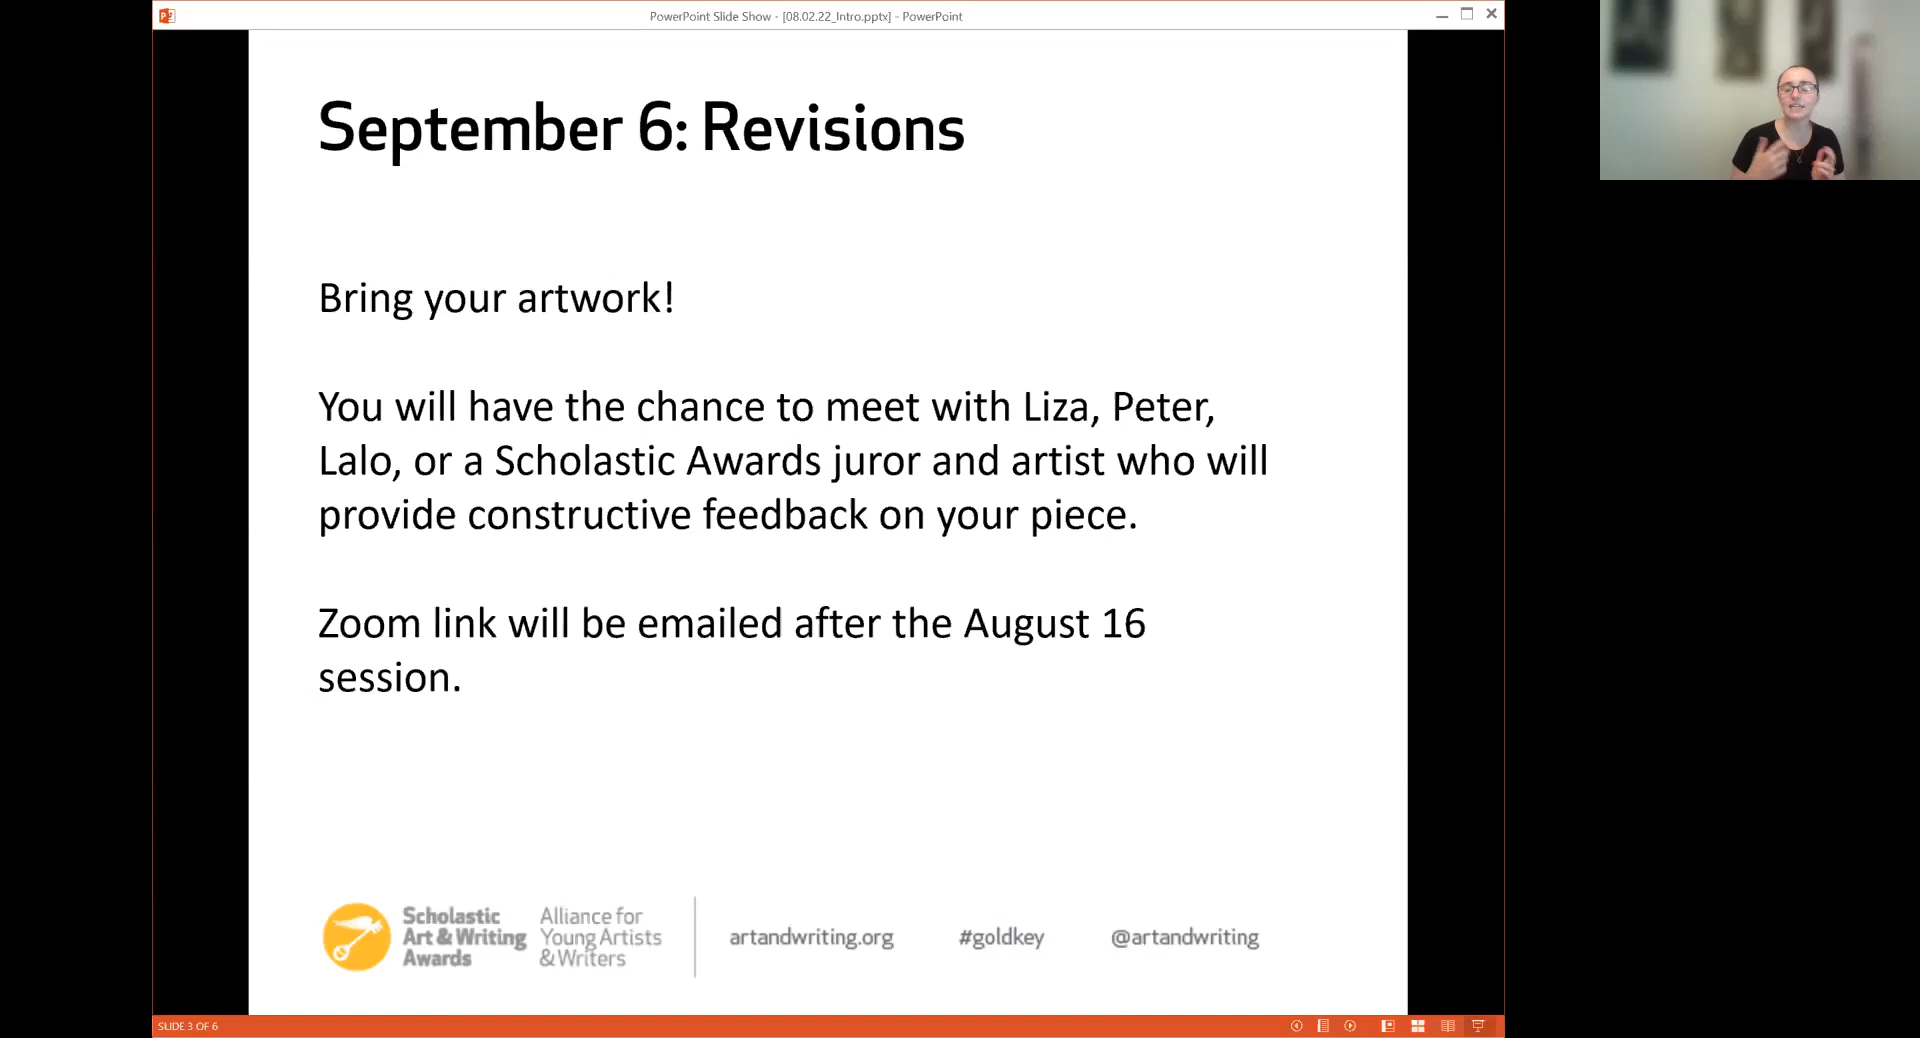 PowerPoint Slide Show - [08.02.22_Intro.pptx] - PowerPoint
September 6: Revisions
Bring your artwork!
You will have the chance to meet with Liza, Peter,
Lalo, or a Scholastic Awards juror and artist who will
provide constructive feedback on your piece.
Zoom link will be emailed after the August 16
session.
Scholastic
Art & Writing
Awards
Alliance for
Young Artists
& Writers
artandwriting.org
#goldkey
@artandwriting
SLIDE 3 OF 6